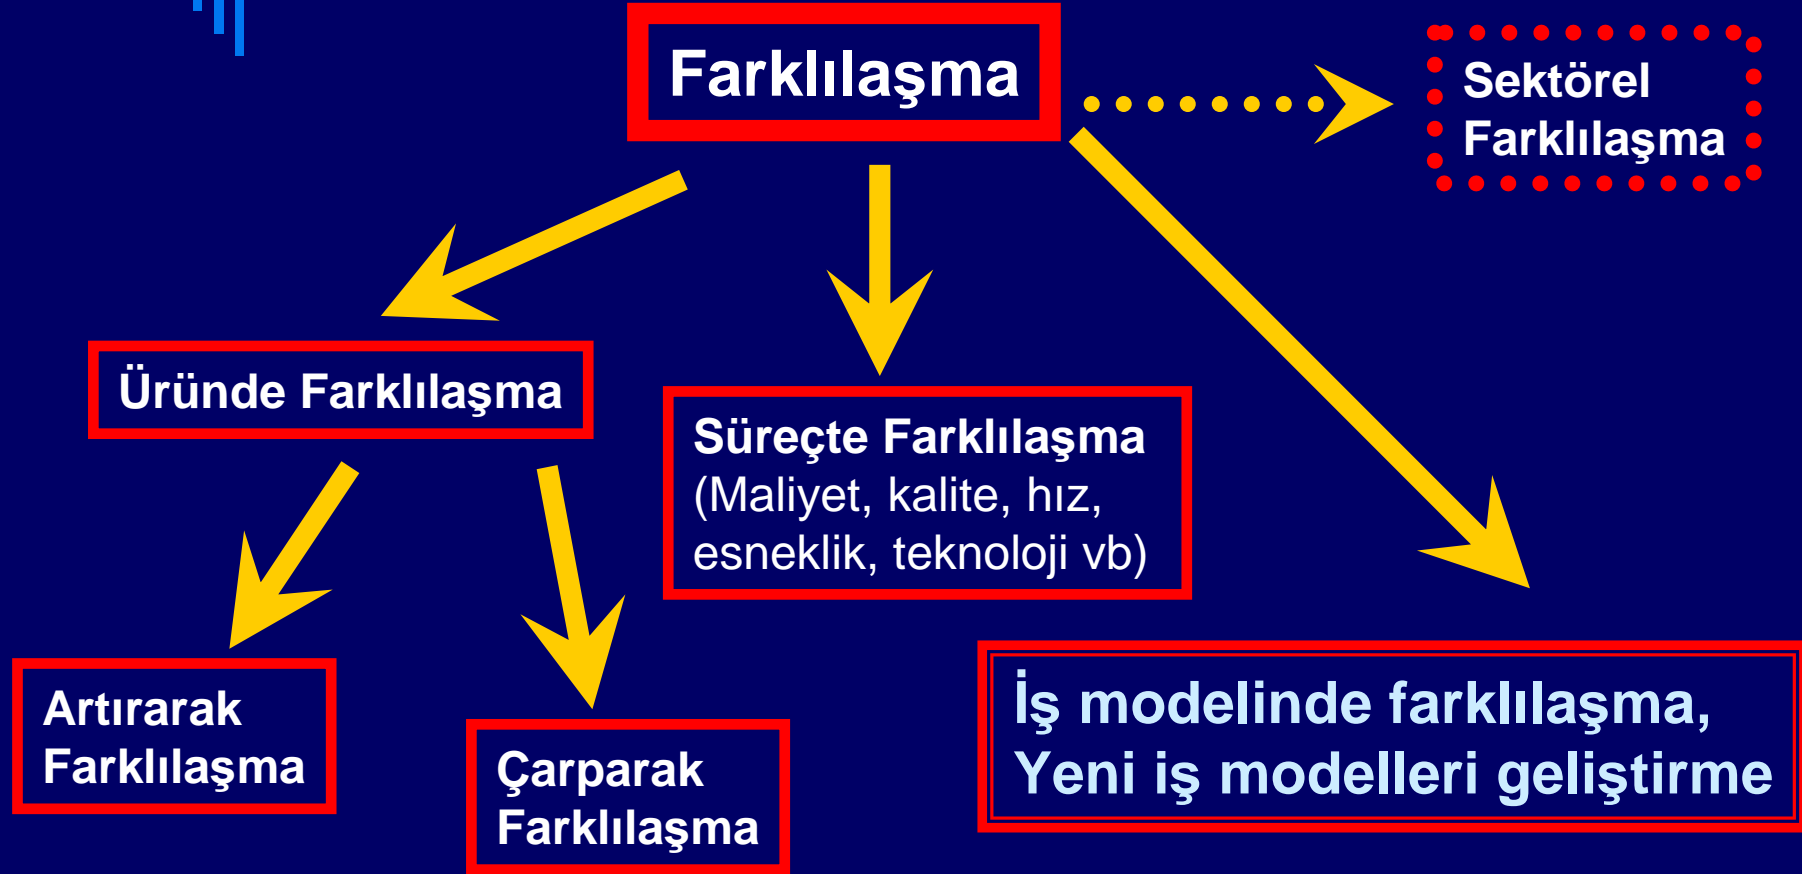 Farklılaşma
Sektörel
Farklılaşma
Üründe Farklılaşma
Süreçte Farklılaşma
(Maliyet, kalite, hız,
esneklik, teknoloji vb)
Artırarak
Farklılaşma
Çarparak
Farklılaşma
İş modelinde farklılaşma,
Yeni iş modelleri geliştirme